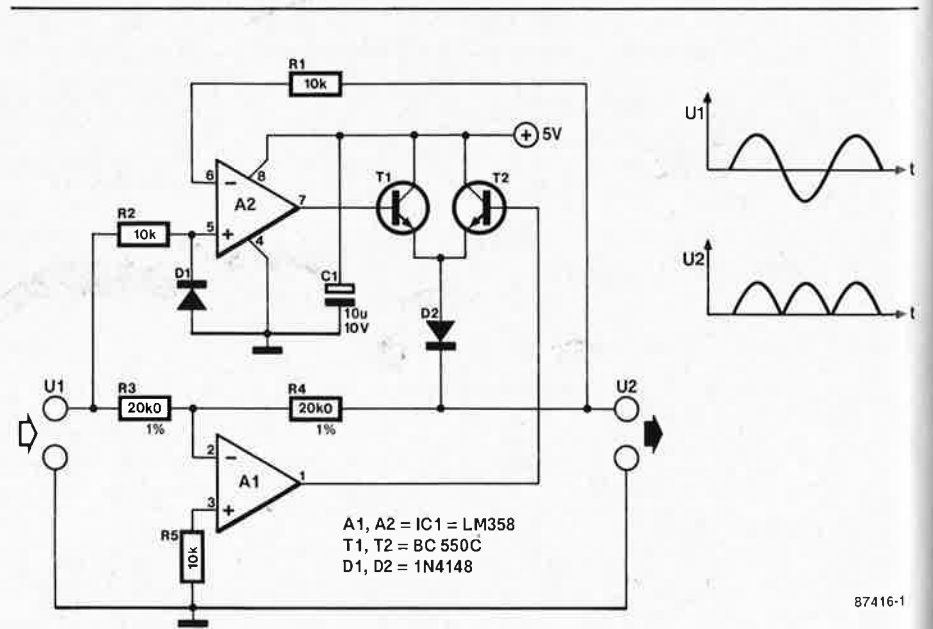 R1
10k
U1
t
5V
8
6
−
A2
7
T1
T2
R2
10k
5
+
4
D1
C1
10u
10V
D2
U2
t
U1
R3
20k0
1%
R4
20k0
1%
U2
2
−
A1
1
3
+
R5
10k
A1, A2 = IC1 = LM358
T1, T2 = BC 550C
D1, D2 = 1N4148
87416-1